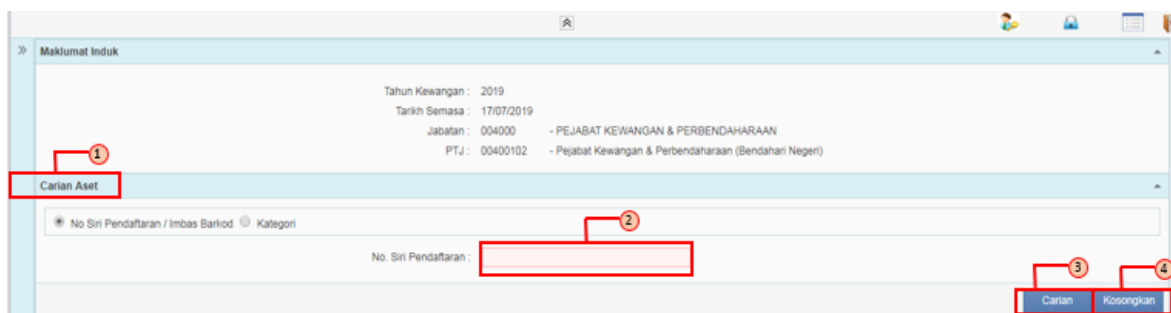 Maklumat Induk
Tahun Kewangan : 2019
Tarikh Semasa : 17/07/2019
Jabatan : 004000 - PEJABAT KEWANGAN & PERBENDAHARAAN
PTJ : 00400102 - Pejabat Kewangan & Perbendaharaan (Bendahari Negeri)
1
Carian Aset
No Siri Pendaftaran / Imbas Barkod Kategori
2
No. Siri Pendaftaran :
3 4
Carian Kosongkan